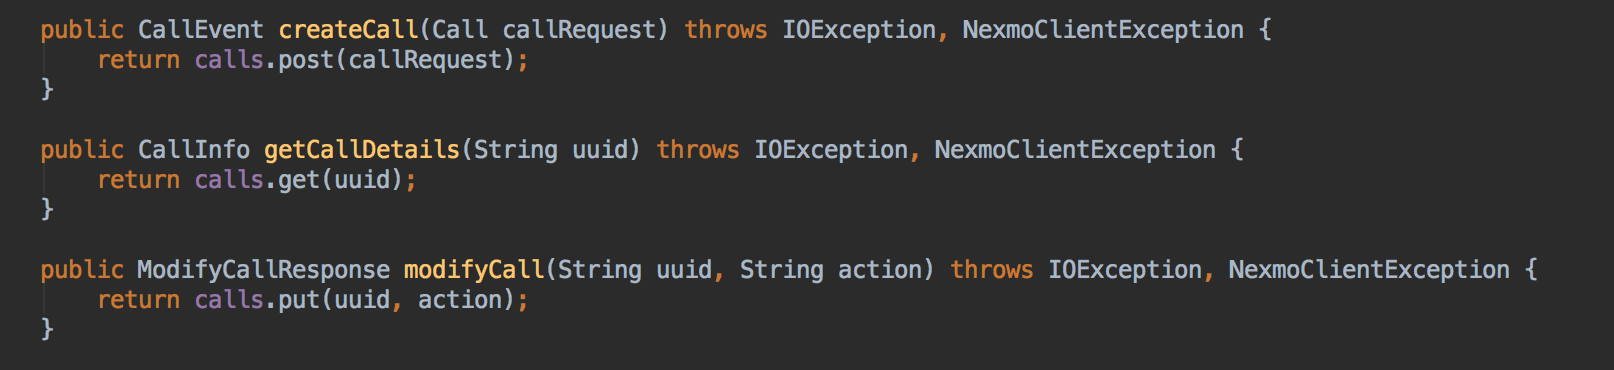 public CallEvent createCall(Call callRequest) throws IOException, NexmoClientException {
    return calls.post(callRequest);
}

public CallInfo getCallDetails(String uuid) throws IOException, NexmoClientException {
    return calls.get(uuid);
}

public ModifyCallResponse modifyCall(String uuid, String action) throws IOException, NexmoClientException {
    return calls.put(uuid, action);
}